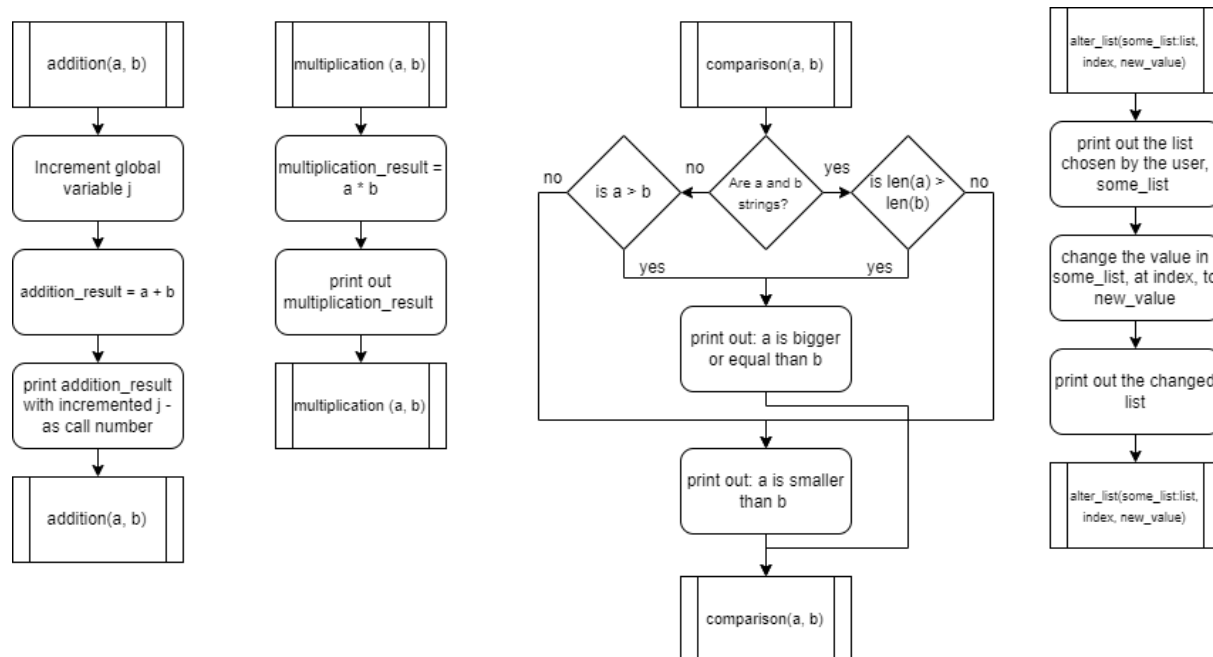 addition(a, b)
Increment global
variable j
addition_result = a + b
print addition_result
with incremented j -
as call number
addition(a, b)
multiplication (a, b)
multiplication_result =
a * b
print out
multiplication_result
multiplication (a, b)
comparison(a, b)
no
is a > b
no
Are a and b
strings?
yes
is len(a) >
len(b)
no
yes
yes
print out: a is bigger
or equal than b
print out: a is smaller
than b
comparison(a, b)
alter_list(some_list:list,
index, new_value)
print out the list
chosen by the user,
some_list
change the value in
some_list, at index, to
new_value
print out the changed
list
alter_list(some_list:list,
index, new_value)